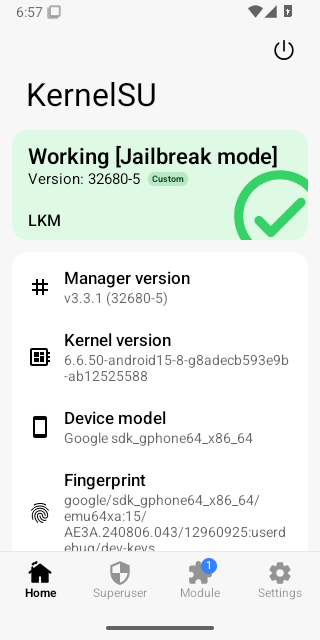 6:57
KernelSU
Working [Jailbreak mode]
Version: 32680-5 Custom
LKM
Manager version
v3.3.1 (32680-5)
Kernel version
6.6.50-android15-8-g8adecb593e9b
-ab12525588
Device model
Google sdk_gphone64_x86_64
Fingerprint
google/sdk_gphone64_x86_64/
emu64xa:15/
AE3A.240806.043/12960925:userd
ebug/dev-keys
1
Home Superuser Module Settings